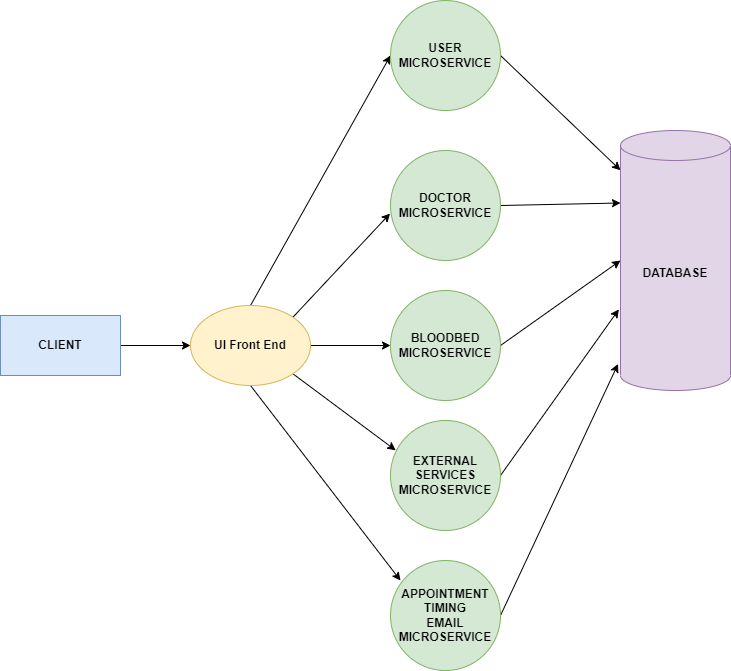 USER
MICROSERVICE
DOCTOR
MICROSERVICE
DATABASE
CLIENT
UI Front End
BLOODBED
MICROSERVICE
EXTERNAL
SERVICES
MICROSERVICE
APPOINTMENT
TIMING
EMAIL
MICROSERVICE